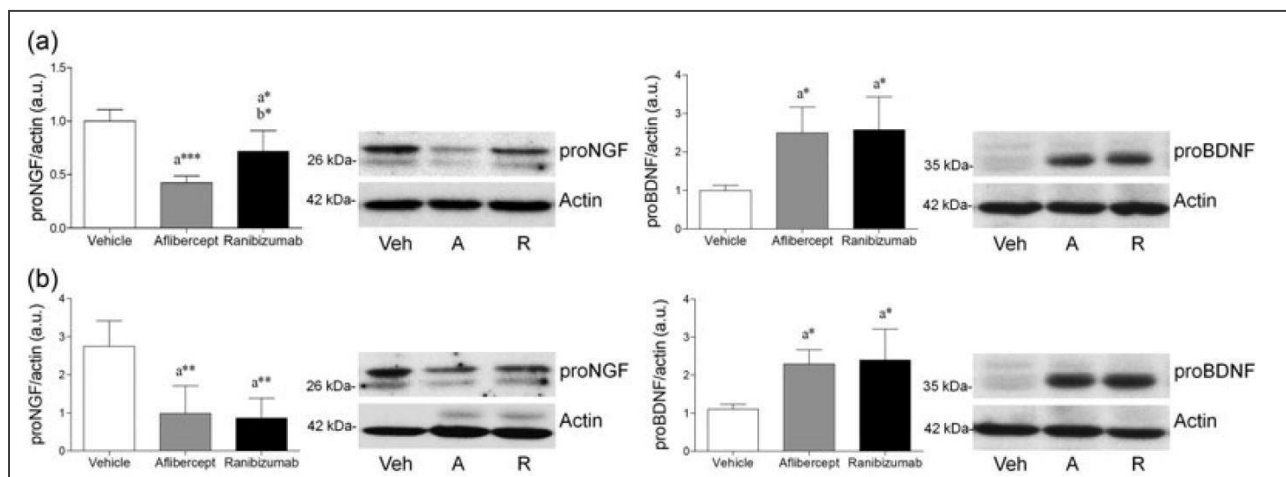 (a)
proNGF/actin (a.u.)
1.5
1.0
0.5
0.0
a***
a*
b*
Vehicle
Aflibercept
Ranibizumab
26 kDa-
proNGF
42 kDa-
Actin
Veh
A
R
proBDNF/actin (a.u.)
4
3
2
1
0
a*
a*
Vehicle
Aflibercept
Ranibizumab
35 kDa-
proBDNF
42 kDa-
Actin
Veh
A
R
(b)
proNGF/actin (a.u.)
4
3
2
1
0
a**
a**
Vehicle
Aflibercept
Ranibizumab
26 kDa-
proNGF
42 kDa-
Actin
Veh
A
R
proBDNF/actin (a.u.)
4
3
2
1
0
a*
a*
Vehicle
Aflibercept
Ranibizumab
35 kDa-
proBDNF
42 kDa-
Actin
Veh
A
R